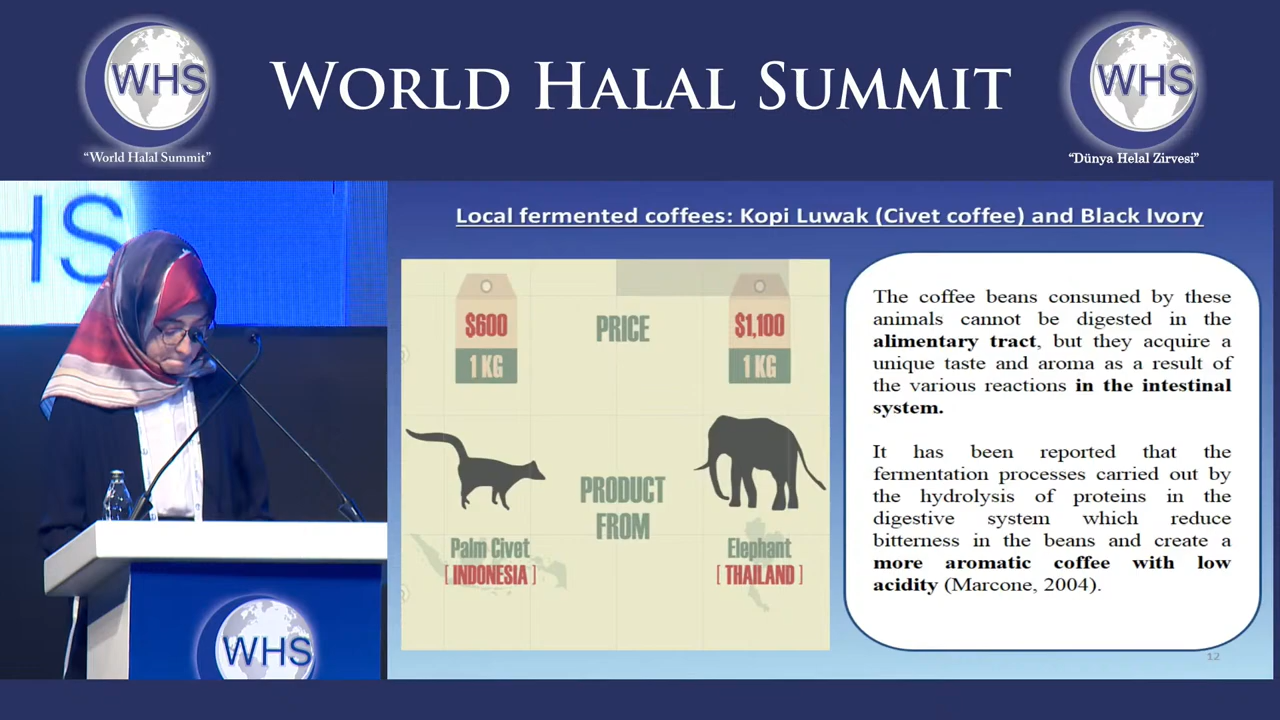 WHS
WORLD HALAL SUMMIT
WHS
"World Halal Summit"
"Dünya Helal Zirvesi"
HS
Local fermented coffees: Kopi Luwak (Civet coffee) and Black Ivory
$600
PRICE
$1,100
1 KG
1 KG
PRODUCT
FROM
Palm Civet
[ INDONESIA ]
Elephant
[ THAILAND ]
The coffee beans consumed by these
animals cannot be digested in the
alimentary tract, but they acquire a
unique taste and aroma as a result of
the various reactions in the intestinal
system.
It has been reported that the
fermentation processes carried out by
the hydrolysis of proteins in the
digestive system which reduce
bitterness in the beans and create a
more aromatic coffee with low
acidity (Marcone, 2004).
12
WHS